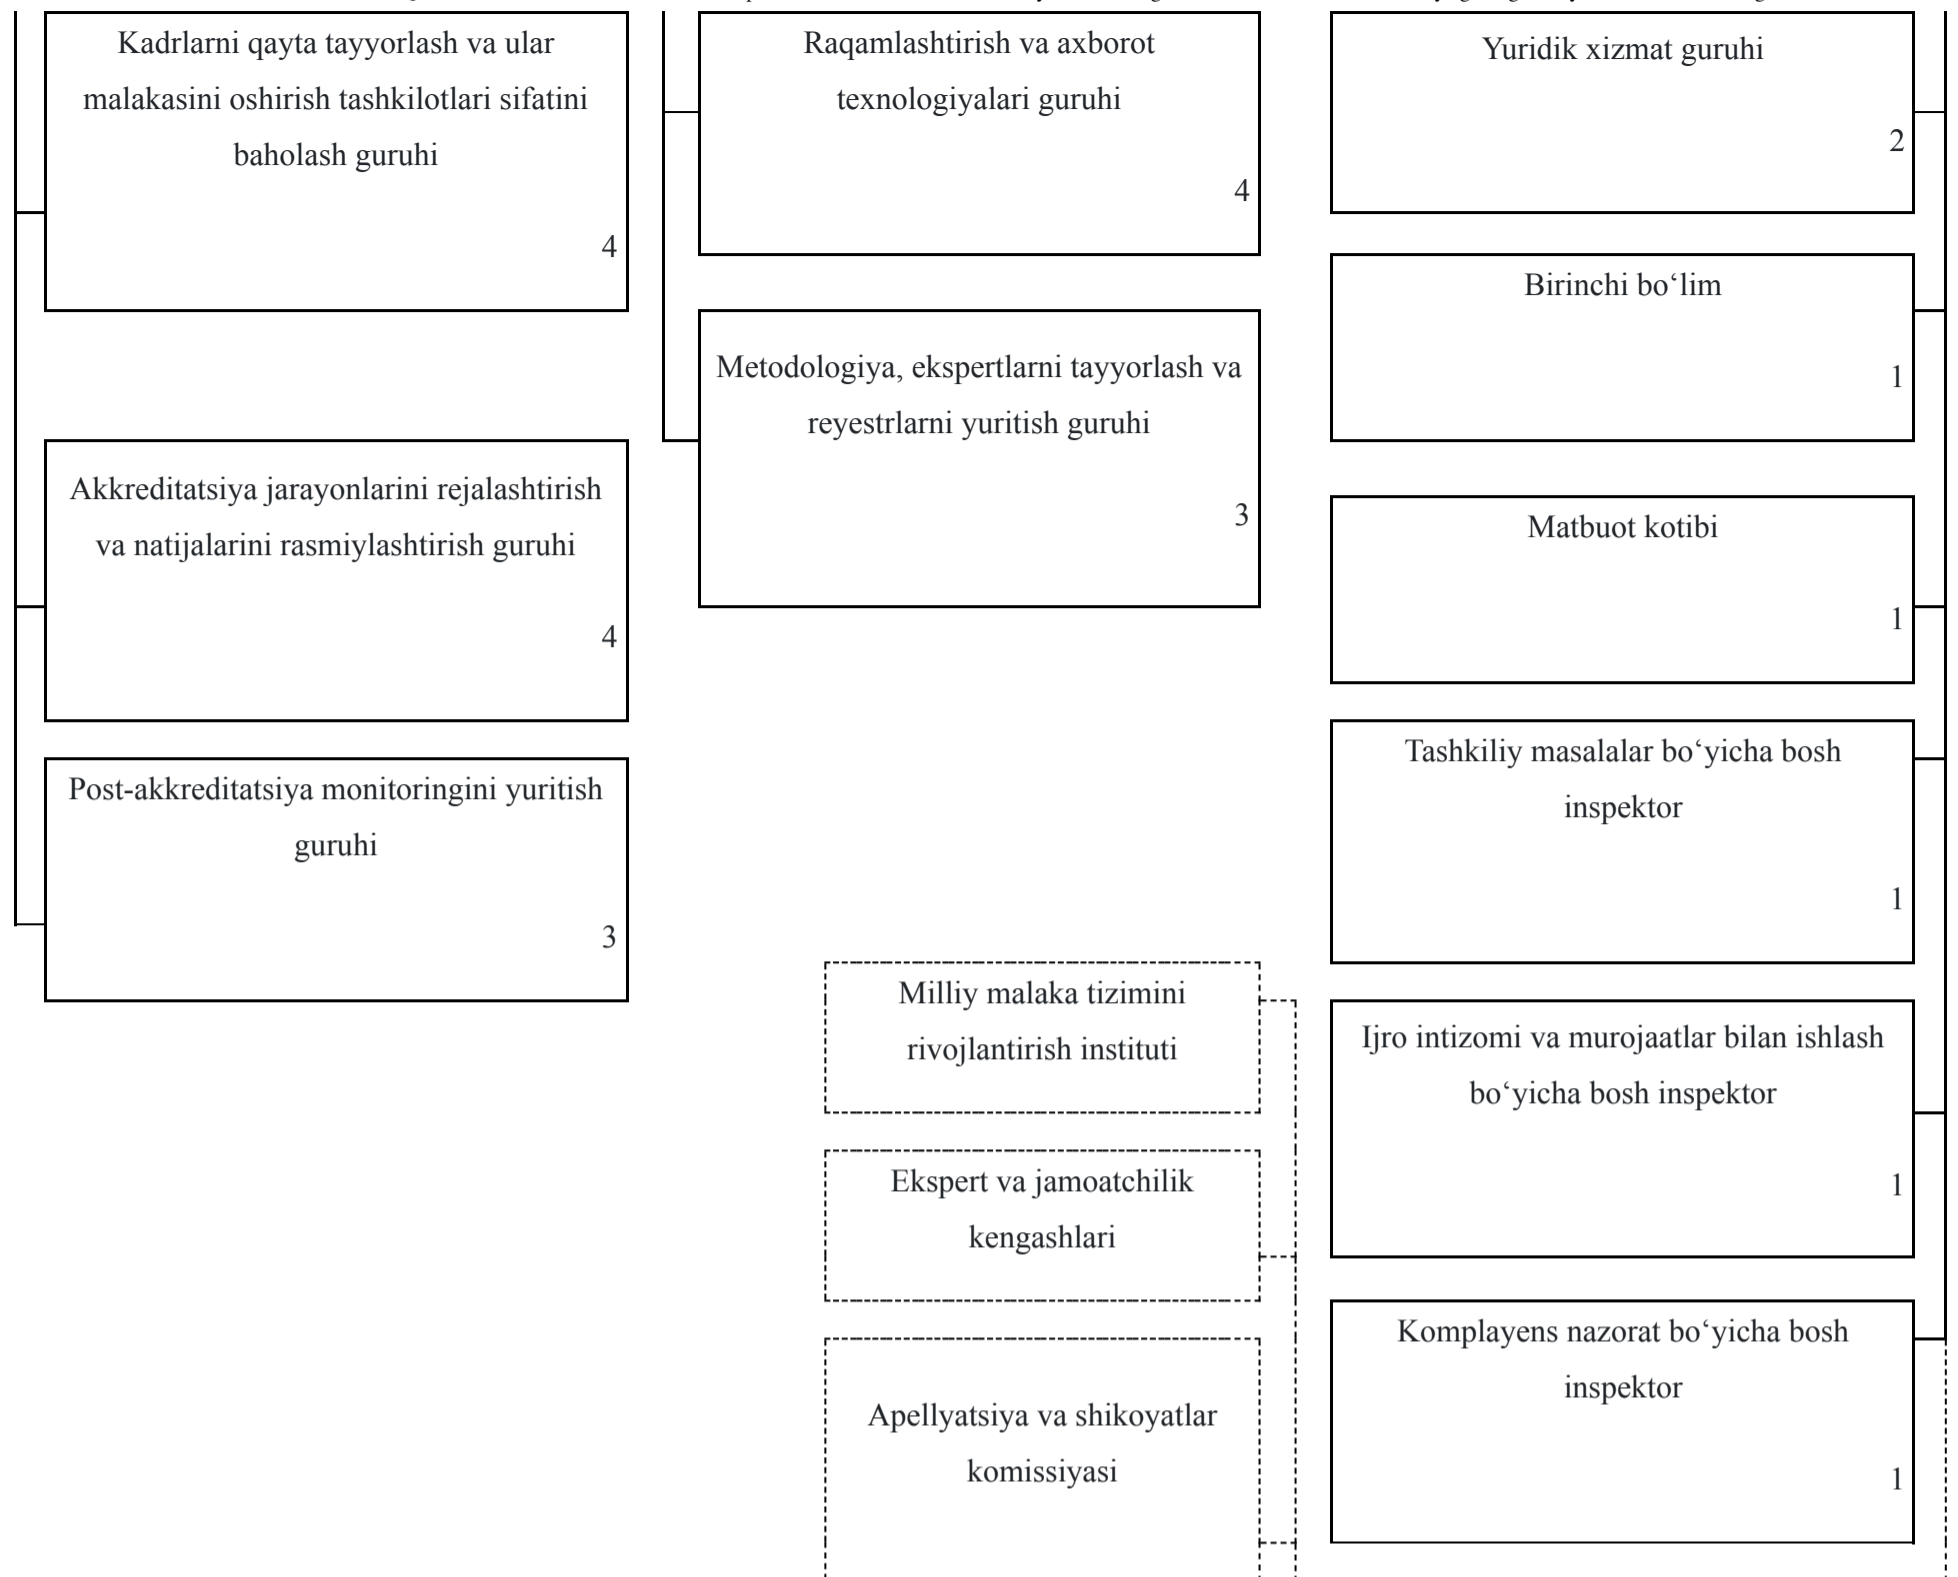 Kadrlarni qayta tayyorlash va ular
malakasini oshirish tashkilotlari sifatini
baholash guruhi
4
Akkreditatsiya jarayonlarini rejalashtirish
va natijalarini rasmiylashtirish guruhi
4
Post-akkreditatsiya monitoringini yuritish
guruhi
3
Raqamlashtirish va axborot
texnologiyalari guruhi
4
Metodologiya, ekspertlarni tayyorlash va
reyestrlarni yuritish guruhi
3
Milliy malaka tizimini
rivojlantirish instituti
Ekspert va jamoatchilik
kengashlari
Apellyatsiya va shikoyatlar
komissiyasi
Yuridik xizmat guruhi
2
Birinchi bo‘lim
1
Matbuot kotibi
1
Tashkiliy masalalar bo‘yicha bosh
inspektor
1
Ijro intizomi va murojaatlar bilan ishlash
bo‘yicha bosh inspektor
1
Komplayens nazorat bo‘yicha bosh
inspektor
1